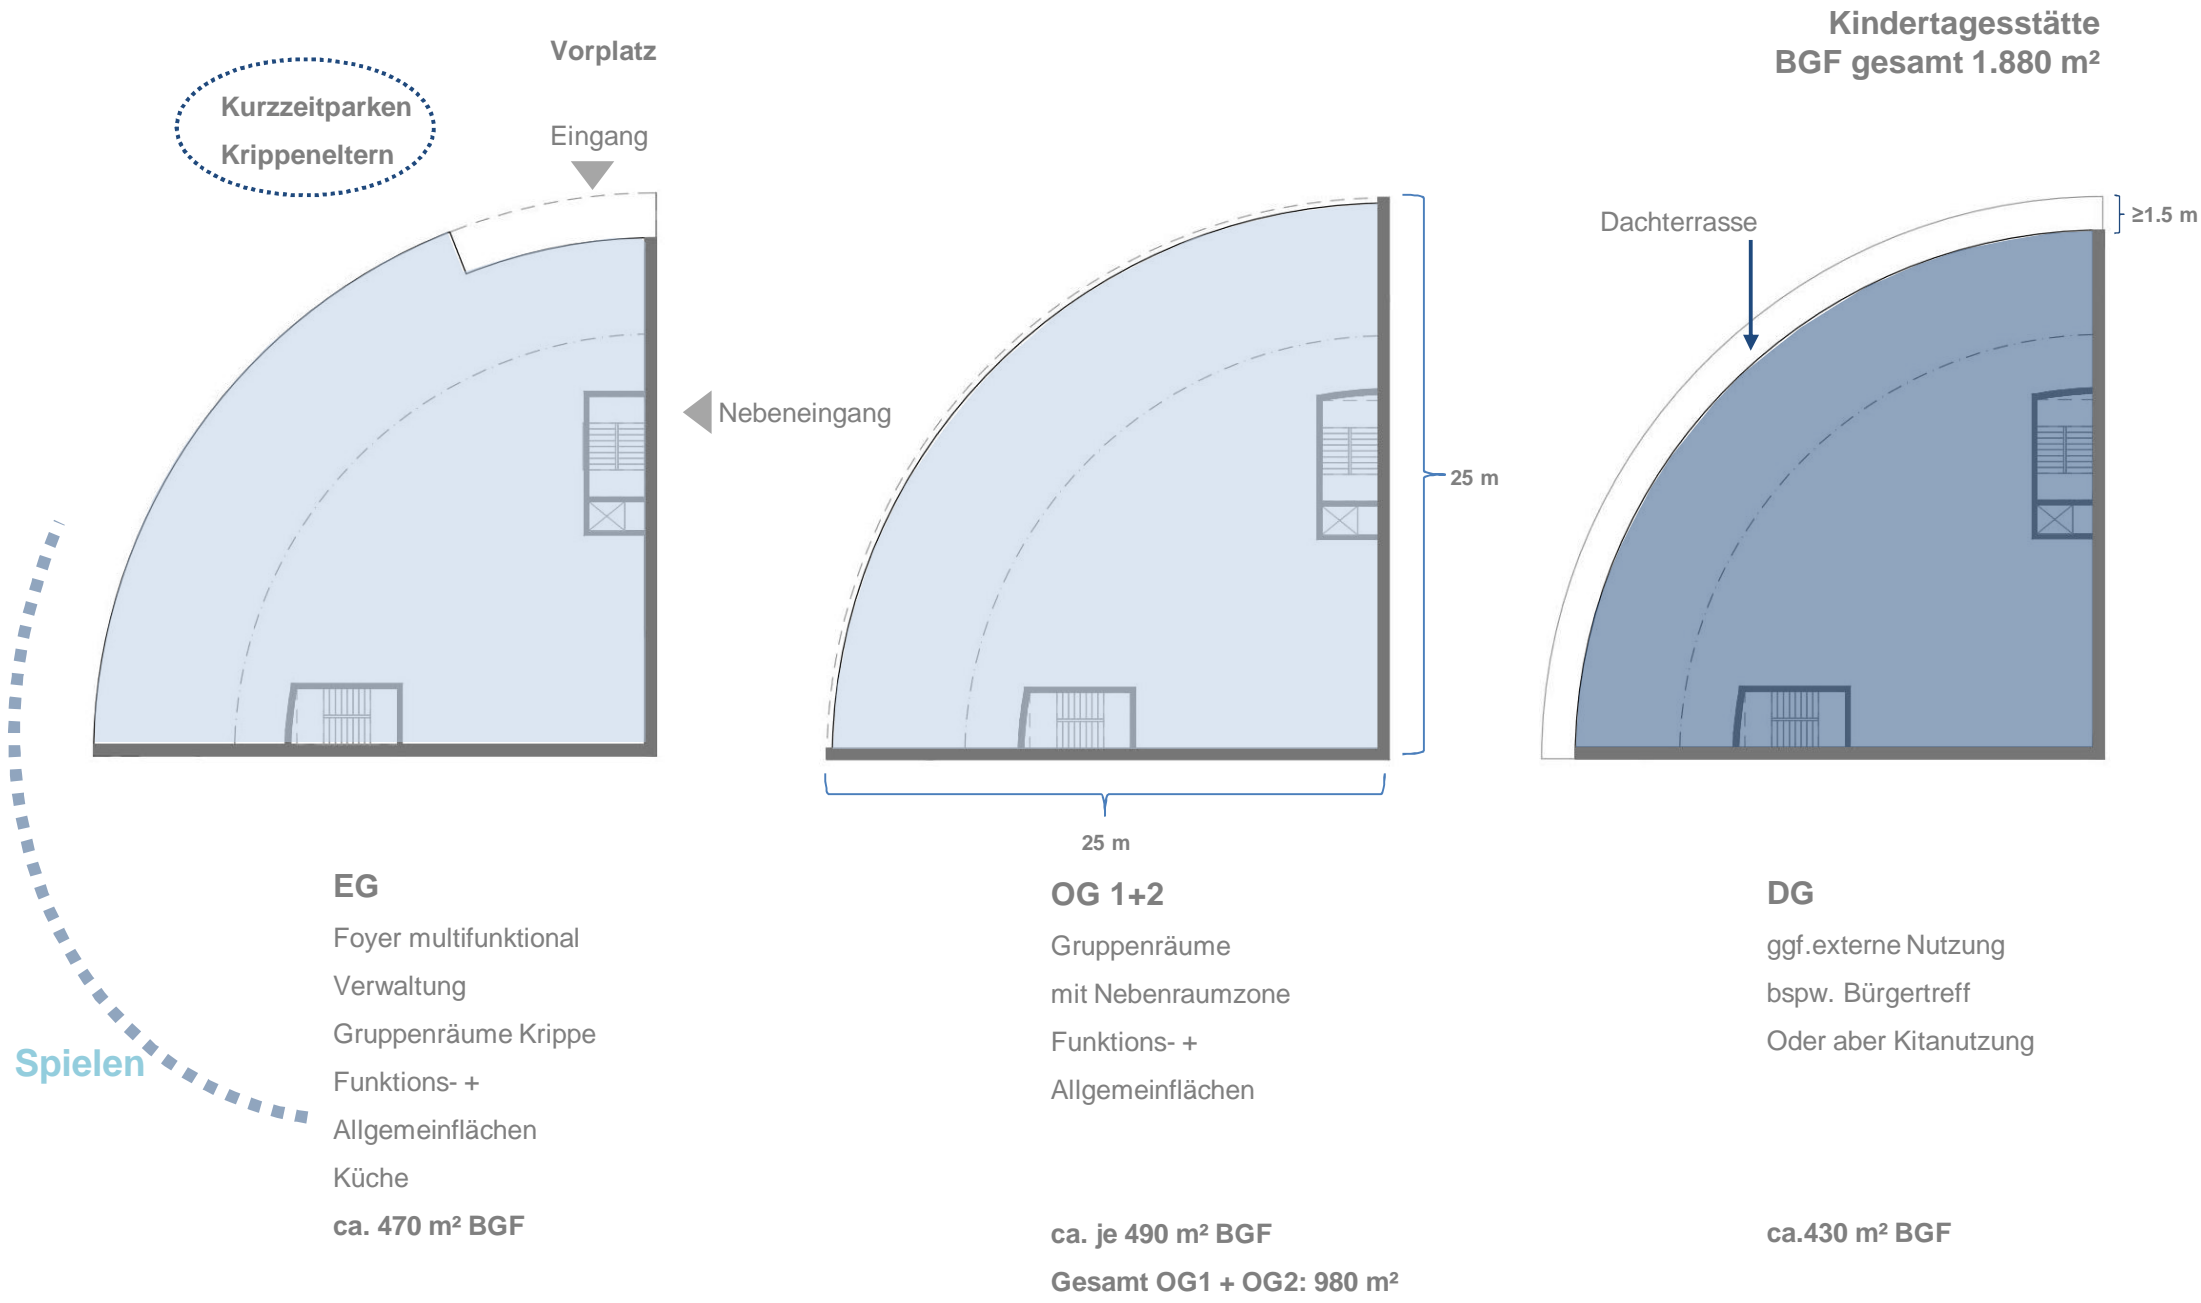 Kindertagesstätte
BGF gesamt 1.880 m²
Vorplatz
Kurzzeitparken
Krippeneltern
Eingang
Nebeneingang
25 m
25 m
Dachterrasse
≥1.5 m
Spielen
EG
Foyer multifunktional
Verwaltung
Gruppenräume Krippe
Funktions- +
Allgemeinflächen
Küche
ca. 470 m² BGF
OG 1+2
Gruppenräume
mit Nebenraumzone
Funktions- +
Allgemeinflächen
ca. je 490 m² BGF
Gesamt OG1 + OG2: 980 m²
DG
ggf.externe Nutzung
bspw. Bürgertreff
Oder aber Kitanutzung
ca.430 m² BGF